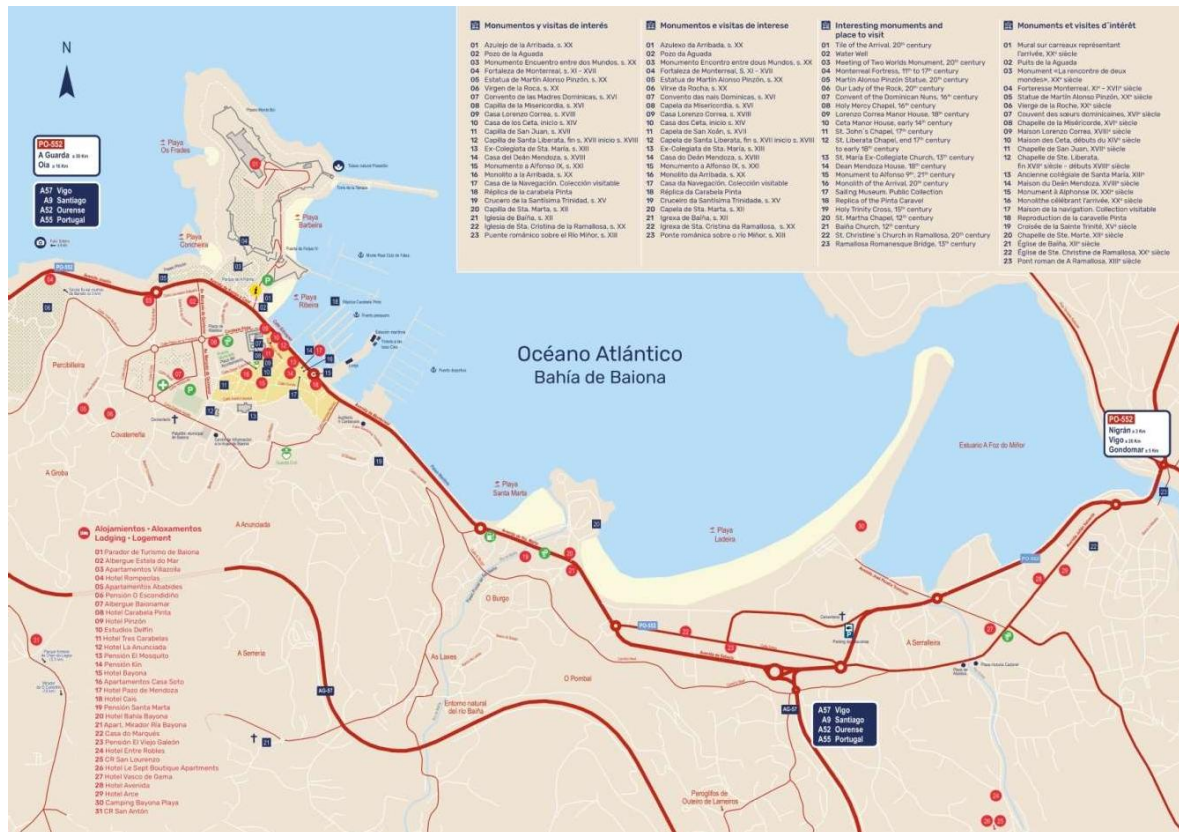 N
PO-552
A Guarda a 30 Km
Oia a 18 Km
A57 Vigo
A9 Santiago
A52 Ourense
A55 Portugal
Monumentos y visitas de interés
01 Azulejo de la Arribada, s. XX
02 Pozo de la Aguada
03 Monumento Encuentro entre dos Mundos, s. XX
04 Fortaleza de Monterreal, s. XI - XVII
05 Estatua de Martín Alonso Pinzón, s. XX
06 Virgen de la Roca, s. XX
07 Convento de las Madres Dominicas, s. XVI
08 Capilla de la Misericordia, s. XVI
09 Casa Lorenzo Correa, s. XVIII
10 Casa de los Ceta, inicio s. XIV
11 Capilla de San Juan, s. XVII
12 Capilla de Santa Liberata, fin s. XVII inicio s. XVIII
13 Ex-Colegiata de Sta. María, s. XIII
14 Casa del Deán Mendoza, s. XVIII
15 Monumento a Alfonso IX, s. XXI
16 Monolito a la Arribada, s. XX
17 Casa de la Navegación. Colección visitable
18 Réplica de la carabela Pinta
19 Crucero de la Santísima Trinidad, s. XV
20 Capilla de Sta. Marta, s. XII
21 Iglesia de Baíña, s. XII
22 Iglesia de Sta. Cristina de la Ramallosa, s. XX
23 Puente románico sobre el Río Miñor, s. XIII
Monumentos e visitas de interese
01 Azulexo da Arribada, s. XX
02 Pozo da Aguada
03 Monumento Encontro entre dous Mundos, s. XX
04 Fortaleza de Monterreal, S. XI - XVII
05 Estatua de Martín Alonso Pinzón, s. XX
06 Virxe da Rocha, s. XX
07 Convento das nais Dominicas, s. XVI
08 Capela da Misericordia, s. XVI
09 Casa Lorenzo Correa, s. XVIII
10 Casa dos Ceta, inicio s. XIV
11 Capela de San Xoán, s. XVII
12 Capela de Santa Liberata, fin s. XVII inicio s. XVIII
13 Ex-Colegiata de Sta. María, s. XIII
14 Casa do Deán Mendoza, s. XVIII
15 Monumento a Alfonso IX, s. XXI
16 Monolito da Arribada, s. XX
17 Casa da Navegación, Colección visitable
18 Réplica da Carabela Pinta
19 Cruceiro da Santísima Trindade, s. XV
20 Capela de Sta. Marta, s. XII
21 Igrexa de Baíña, s. XII
22 Igrexa de Sta. Cristina da Ramallosa, s. XX
23 Ponte románica sobre o río Miñor, s. XIII
Interesting monuments and
place to visit
01 Tile of the Arrival, 20th century
02 Water Well
03 Meeting of Two Worlds Monument, 20th century
04 Monterreal Fortress, 11th to 17th century
05 Martín Alonso Pinzón Statue, 20th century
06 Our Lady of the Rock, 20th century
07 Convent of the Dominican Nuns, 16th century
08 Holy Mercy Chapel, 16th century
09 Lorenzo Correa Manor House, 18th century
10 Ceta Manor House, early 14th century
11 St. John´s Chapel, 17th century
12 St. Liberata Chapel, end 17th century
to early 18th century
13 St. María Ex-Collegiate Church, 13th century
14 Dean Mendoza House, 18th century
15 Monument to Alfonso 9th, 21th century
16 Monolith of the Arrival, 20th century
17 Sailing Museum. Public Collection
18 Replica of the Pinta Caravel
19 Holy Trinity Cross, 15th century
20 St. Martha Chapel, 12th century
21 Baíña Church, 12th century
22 St. Christine´s Church in Ramallosa, 20th century
23 Ramallosa Romanesque Bridge, 13th century
Monuments et visites d´intérêt
01 Mural sur carreaux représentant
l'arrivée, XXe siècle
02 Puits de la Aguada
03 Monument «La rencontre de deux
mondes», XXe siècle
04 Forteresse Monterreal, XIe - XVIIe siècle
05 Statue de Martín Alonso Pinzón, XXe siècle
06 Vierge de la Roche, XXe siècle
07 Couvent des sœurs dominicaines, XVIe siècle
08 Chapelle de la Miséricorde, XVIe siècle
09 Maison Lorenzo Correa, XVIIIe siècle
10 Maison des Ceta, débuts du XIVe siècle
11 Chapelle de San Juan, XVIIe siècle
12 Chapelle de Ste. Liberata,
fin XVIIe siècle - débuts XVIIIe siècle
13 Ancienne collégiale de Santa María, XIIIe
14 Maison du Deán Mendoza, XVIIIe siècle
15 Monument à Alphonse IX, XXIe siècle
16 Monolithe célébrant l'arrivée, XXe siècle
17 Maison de la navigation. Collection visitable
18 Reproduction de la caravelle Pinta
19 Croisée de la Sainte Trinité, XVe siècle
20 Chapelle de Ste. Marte, XIIe siècle
21 Église de Baíña, XIIe siècle
22 Église de Ste. Christine de Ramallosa, XXe siècle
23 Pont roman de A Ramallosa, XIIIe siècle
Playa
Os Frades
Playa
Barbeira
Playa
Concheira
Playa
Ribeira
PO-552
Océano Atlántico
Bahía de Baiona
Percibilleira
Covaterreña
A Groba
A Anunciada
Playa
Santa Marta
Playa
Ladeira
Estuario A Foz do Miñor
PO-552
Nigrán a 3 Km
Vigo a 25 Km
Gondomar a 5 Km
Alojamientos · Aloxamentos
Lodging · Logement
01 Parador de Turismo de Baiona
02 Albergue Estela do Mar
03 Apartamentos Villazoila
04 Hotel Rompeolas
05 Apartamentos Ababides
06 Pensión O Escondidiño
07 Albergue Baionamar
08 Hotel Carabela Pinta
09 Hotel Pinzón
10 Estudios Delfín
11 Hotel Tres Carabelas
12 Hotel La Anunciada
13 Pensión El Mosquito
14 Pensión Kin
15 Hotel Bayona
16 Apartamentos Casa Soto
17 Hotel Pazo de Mendoza
18 Hotel Cais
19 Pensión Santa Marta
20 Hotel Bahía Bayona
21 Apart. Mirador Ría Bayona
22 Casa do Marqués
23 Pensión El Viejo Galeón
24 Hotel Entre Robles
25 CR San Lourenzo
26 Hotel Le Sept Boutique Apartments
27 Hotel Vasco de Gama
28 Hotel Avenida
29 Hotel Arce
30 Camping Bayona Playa
31 CR San Antón
O Burgo
As Laxes
A Serrería
O Pombal
Entorno natural
del río Baíña
A Serralleira
PO-552
PO-552
AG-57
AG-57
A57 Vigo
A9 Santiago
A52 Ourense
A55 Portugal
Petroglifos de
Outeiro de Lameiros